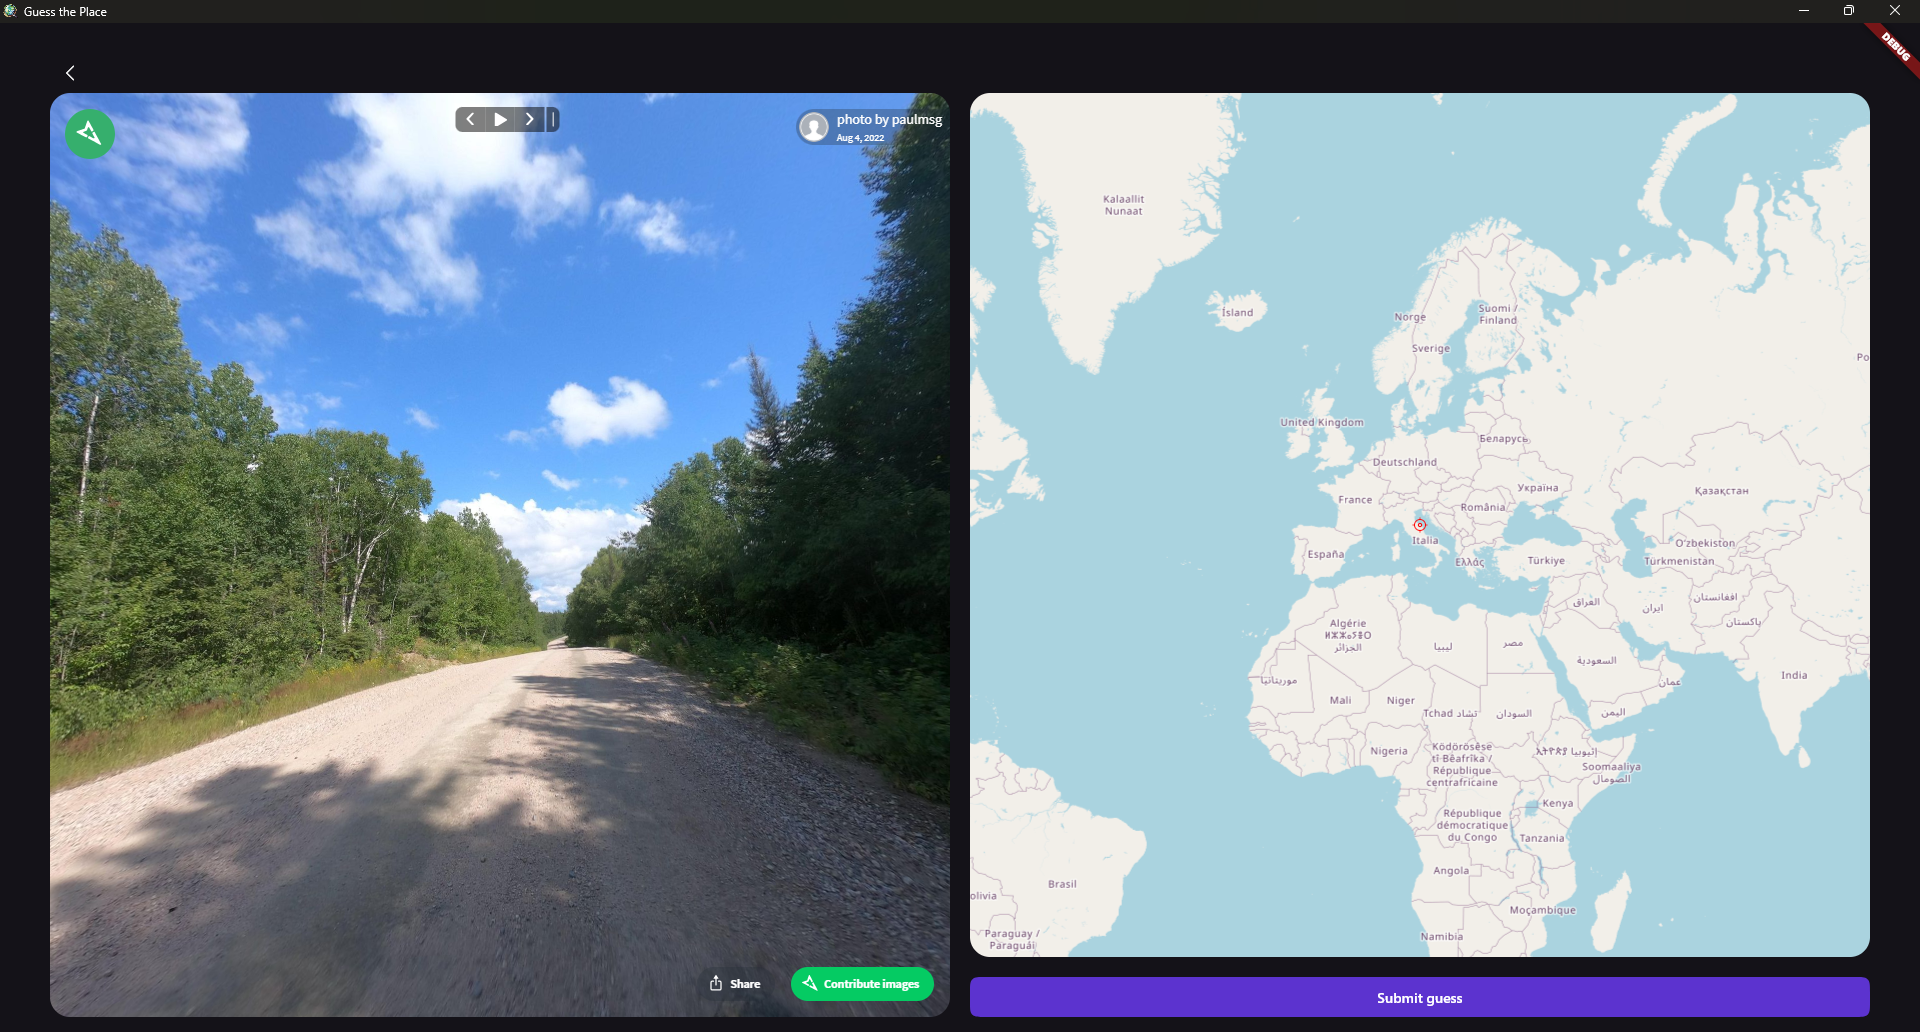 Guess the Place
DEBUG
photo by paulmsg
Aug 4, 2022
Share
Contribute images
Kalaallit
Nunaat
Ísland
Norge
Suomi /
Finland
Sverige
United Kingdom
Беларусь
Deutschland
Україна
France
România
Қазақстан
Italia
España
Ελλάς
Türkiye
O'zbekiston
Türkmenistan
افغانستان
العراق
ایران
پاکستان
Algérie
ⵍⵣⵣⴰⵢⴻⵔ
الجزائر
ليبيا
مصر
السعودية
عمان
India
موريتانيا
Mali
Niger
Tchad تشاد
السودان
اليمن
Nigeria
Ködörösêse
tî Bêafrîka /
République
centrafricaine
Soomaaliya
الصومال
Kenya
République
démocratique
du Congo
Tanzania
Angola
Brasil
olivia
Moçambique
Paraguay /
Paraguái
Namibia
Po
Submit guess